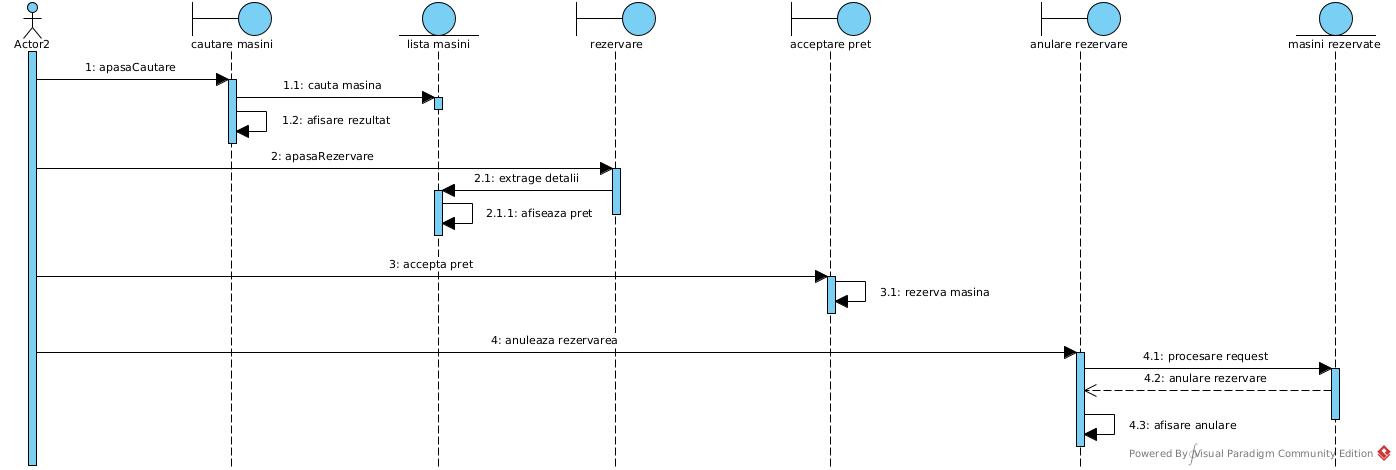 Actor2
cautare masini
lista masini
rezervare
acceptare pret
anulare rezervare
masini rezervate
1: apasaCautare
1.1: cauta masina
1.2: afisare rezultat
2: apasaRezervare
2.1: extrage detalii
2.1.1: afiseaza pret
3: accepta pret
3.1: rezerva masina
4: anuleaza rezervarea
4.1: procesare request
4.2: anulare rezervare
4.3: afisare anulare
Powered By Visual Paradigm Community Edition